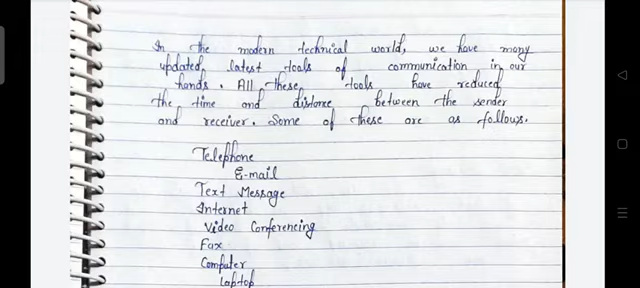 In the modern technical world, we have many
updated, latest tools of communication in our
hands. All these tools have reduced
the time and distance between the sender
and receiver. Some of these are as follows.
Telephone
E-mail
Text Message
Internet
Video Conferencing
Fax
Computer
Laptop